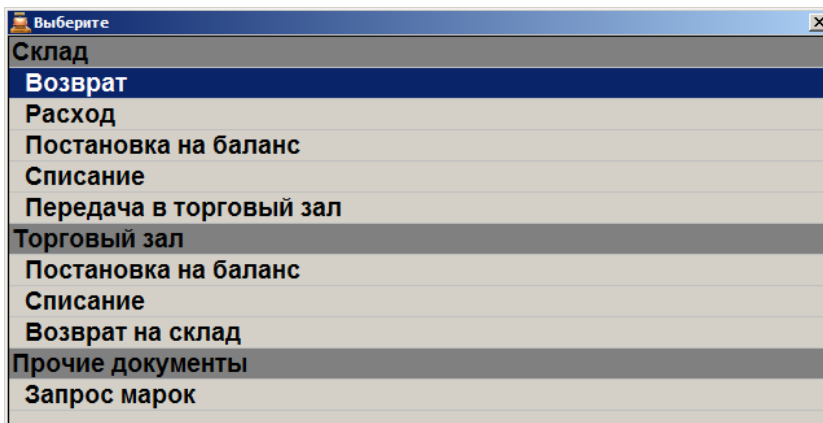 Выберите
Склад
Возврат
Расход
Постановка на баланс
Списание
Передача в торговый зал
Торговый зал
Постановка на баланс
Списание
Возврат на склад
Прочие документы
Запрос марок